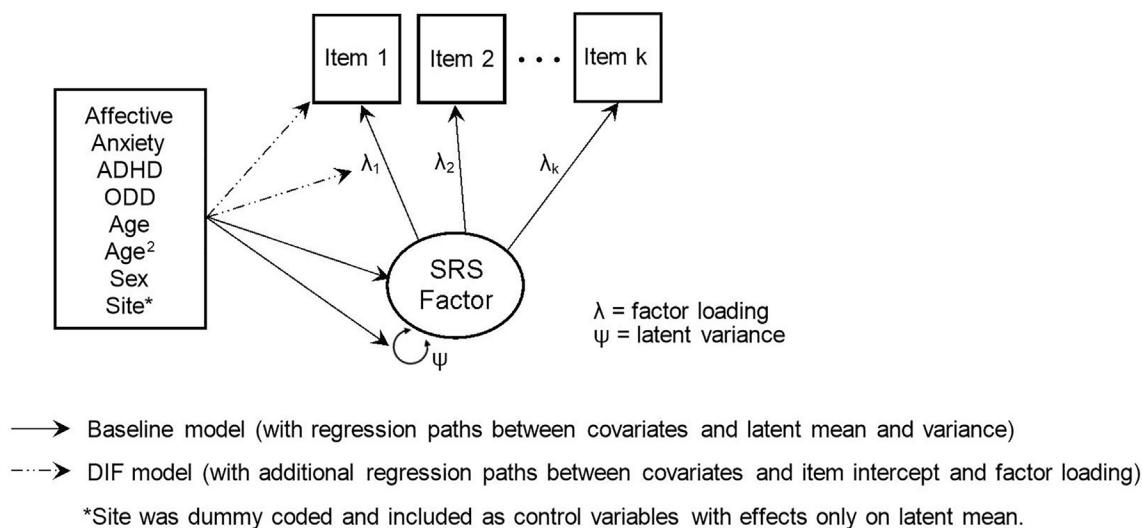 Item 1
Item 2
• • •
Item k
Affective
Anxiety
ADHD
ODD
Age
Age²
Sex
Site*
λ₁
λ₂
λₖ
SRS
Factor
ψ
λ = factor loading
ψ = latent variance
Baseline model (with regression paths between covariates and latent mean and variance)
DIF model (with additional regression paths between covariates and item intercept and factor loading)
*Site was dummy coded and included as control variables with effects only on latent mean.